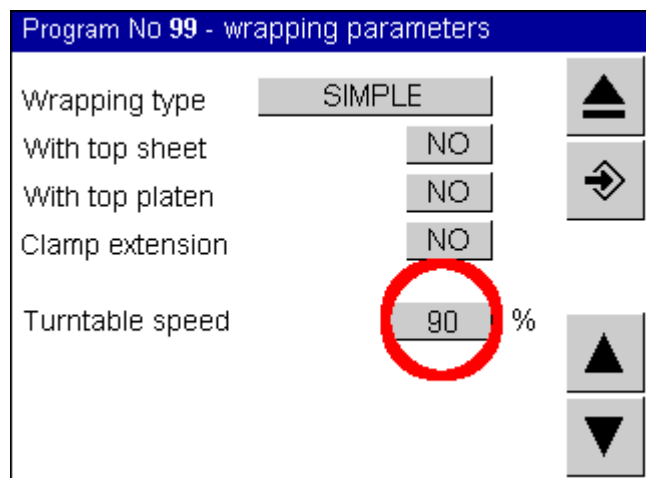 Program No 99 - wrapping parameters
Wrapping type SIMPLE
With top sheet NO
With top platen NO
Clamp extension NO
Turntable speed 90 %